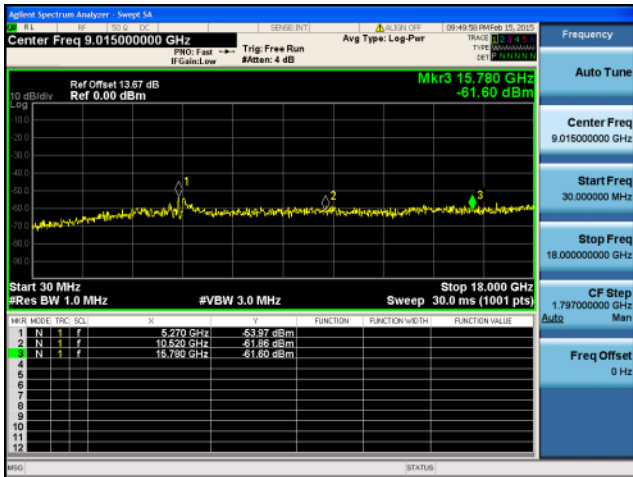 Agilent Spectrum Analyzer - Swept SA
RL RF 50 Ω DC SENSE:INT ALIGN OFF 09:49:58 PM Feb 15, 2015
Center Freq 9.015000000 GHz
PNO: Fast
IFGain:Low
Trig: Free Run
#Atten: 4 dB
Avg Type: Log-Pwr
TRACE 1 2 3 4 5 6
TYPE
DET P N N N N N
Ref Offset 13.67 dB
Ref 0.00 dBm
10 dB/div
Log
Mkr3 15.780 GHz
-61.60 dBm
-10.0
-20.0
-30.0
-40.0
-50.0
-60.0
-70.0
-80.0
-90.0
1
2
3
Start 30 MHz
Stop 18.000 GHz
#Res BW 1.0 MHz
#VBW 3.0 MHz
Sweep 30.0 ms (1001 pts)
MKR MODE TRC SCL X Y FUNCTION FUNCTION WIDTH FUNCTION VALUE
1 N 1 f 5.270 GHz -53.97 dBm
2 N 1 f 10.520 GHz -61.86 dBm
3 N 1 f 15.780 GHz -61.60 dBm
4
5
6
7
8
9
10
11
12
MSG
STATUS
Frequency
Auto Tune
Center Freq
9.015000000 GHz
Start Freq
30.000000 MHz
Stop Freq
18.000000000 GHz
CF Step
1.797000000 GHz
Auto Man
Freq Offset
0 Hz